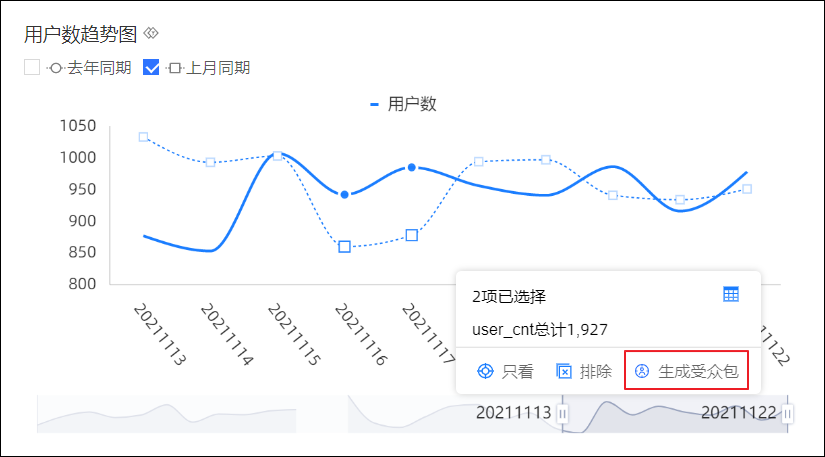 用户数趋势图
去年同期 上月同期
用户数
1050
1000
950
900
850
800
20211113
20211114
20211115
20211116
20211117
2项已选择
user_cnt总计1,927
只看 排除 生成受众包
20211113 20211122